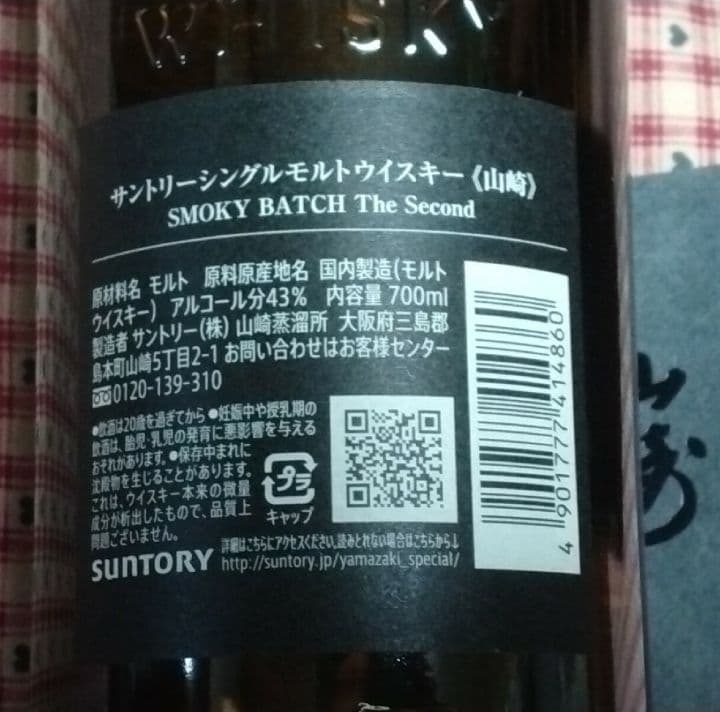 サントリーシングルモルトウイスキー《山崎》
SMOKY BATCH The Second
原材料名 モルト 原料原産地名 国内製造(モルト
ウイスキー) アルコール分43% 内容量 700ml
製造者 サントリー(株) 山崎蒸溜所 大阪府三島郡
島本町山崎5丁目2-1 お問い合わせはお客様センター
0120-139-310
●飲酒は20歳を過ぎてから ●妊娠中や授乳期の
飲酒は、胎児・乳児の発育に悪影響を与える
おそれがあります。●保存中まれに
沈殿物を生じることがあります。
これは、ウイスキー本来の微量
成分が析出したもので、品質上
問題ございません。
プラ
キャップ
SUNTORY
詳細はこちらにアクセスください。読みとれない場合はこちらから↓
http://suntory.jp/yamazaki_special/
4 901777 414860